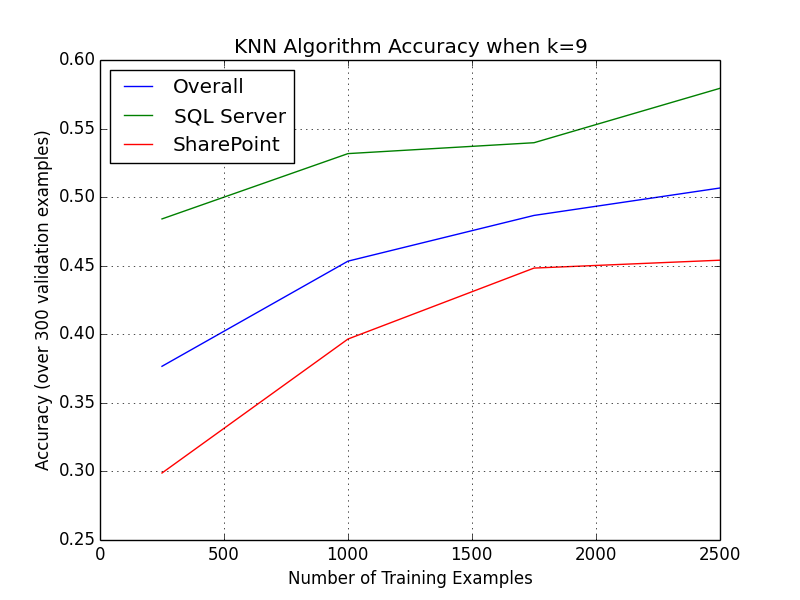 KNN Algorithm Accuracy when k=9
Overall
SQL Server
SharePoint
0.60
0.55
0.50
0.45
0.40
0.35
0.30
0.25
Accuracy (over 300 validation examples)
0 500 1000 1500 2000 2500
Number of Training Examples